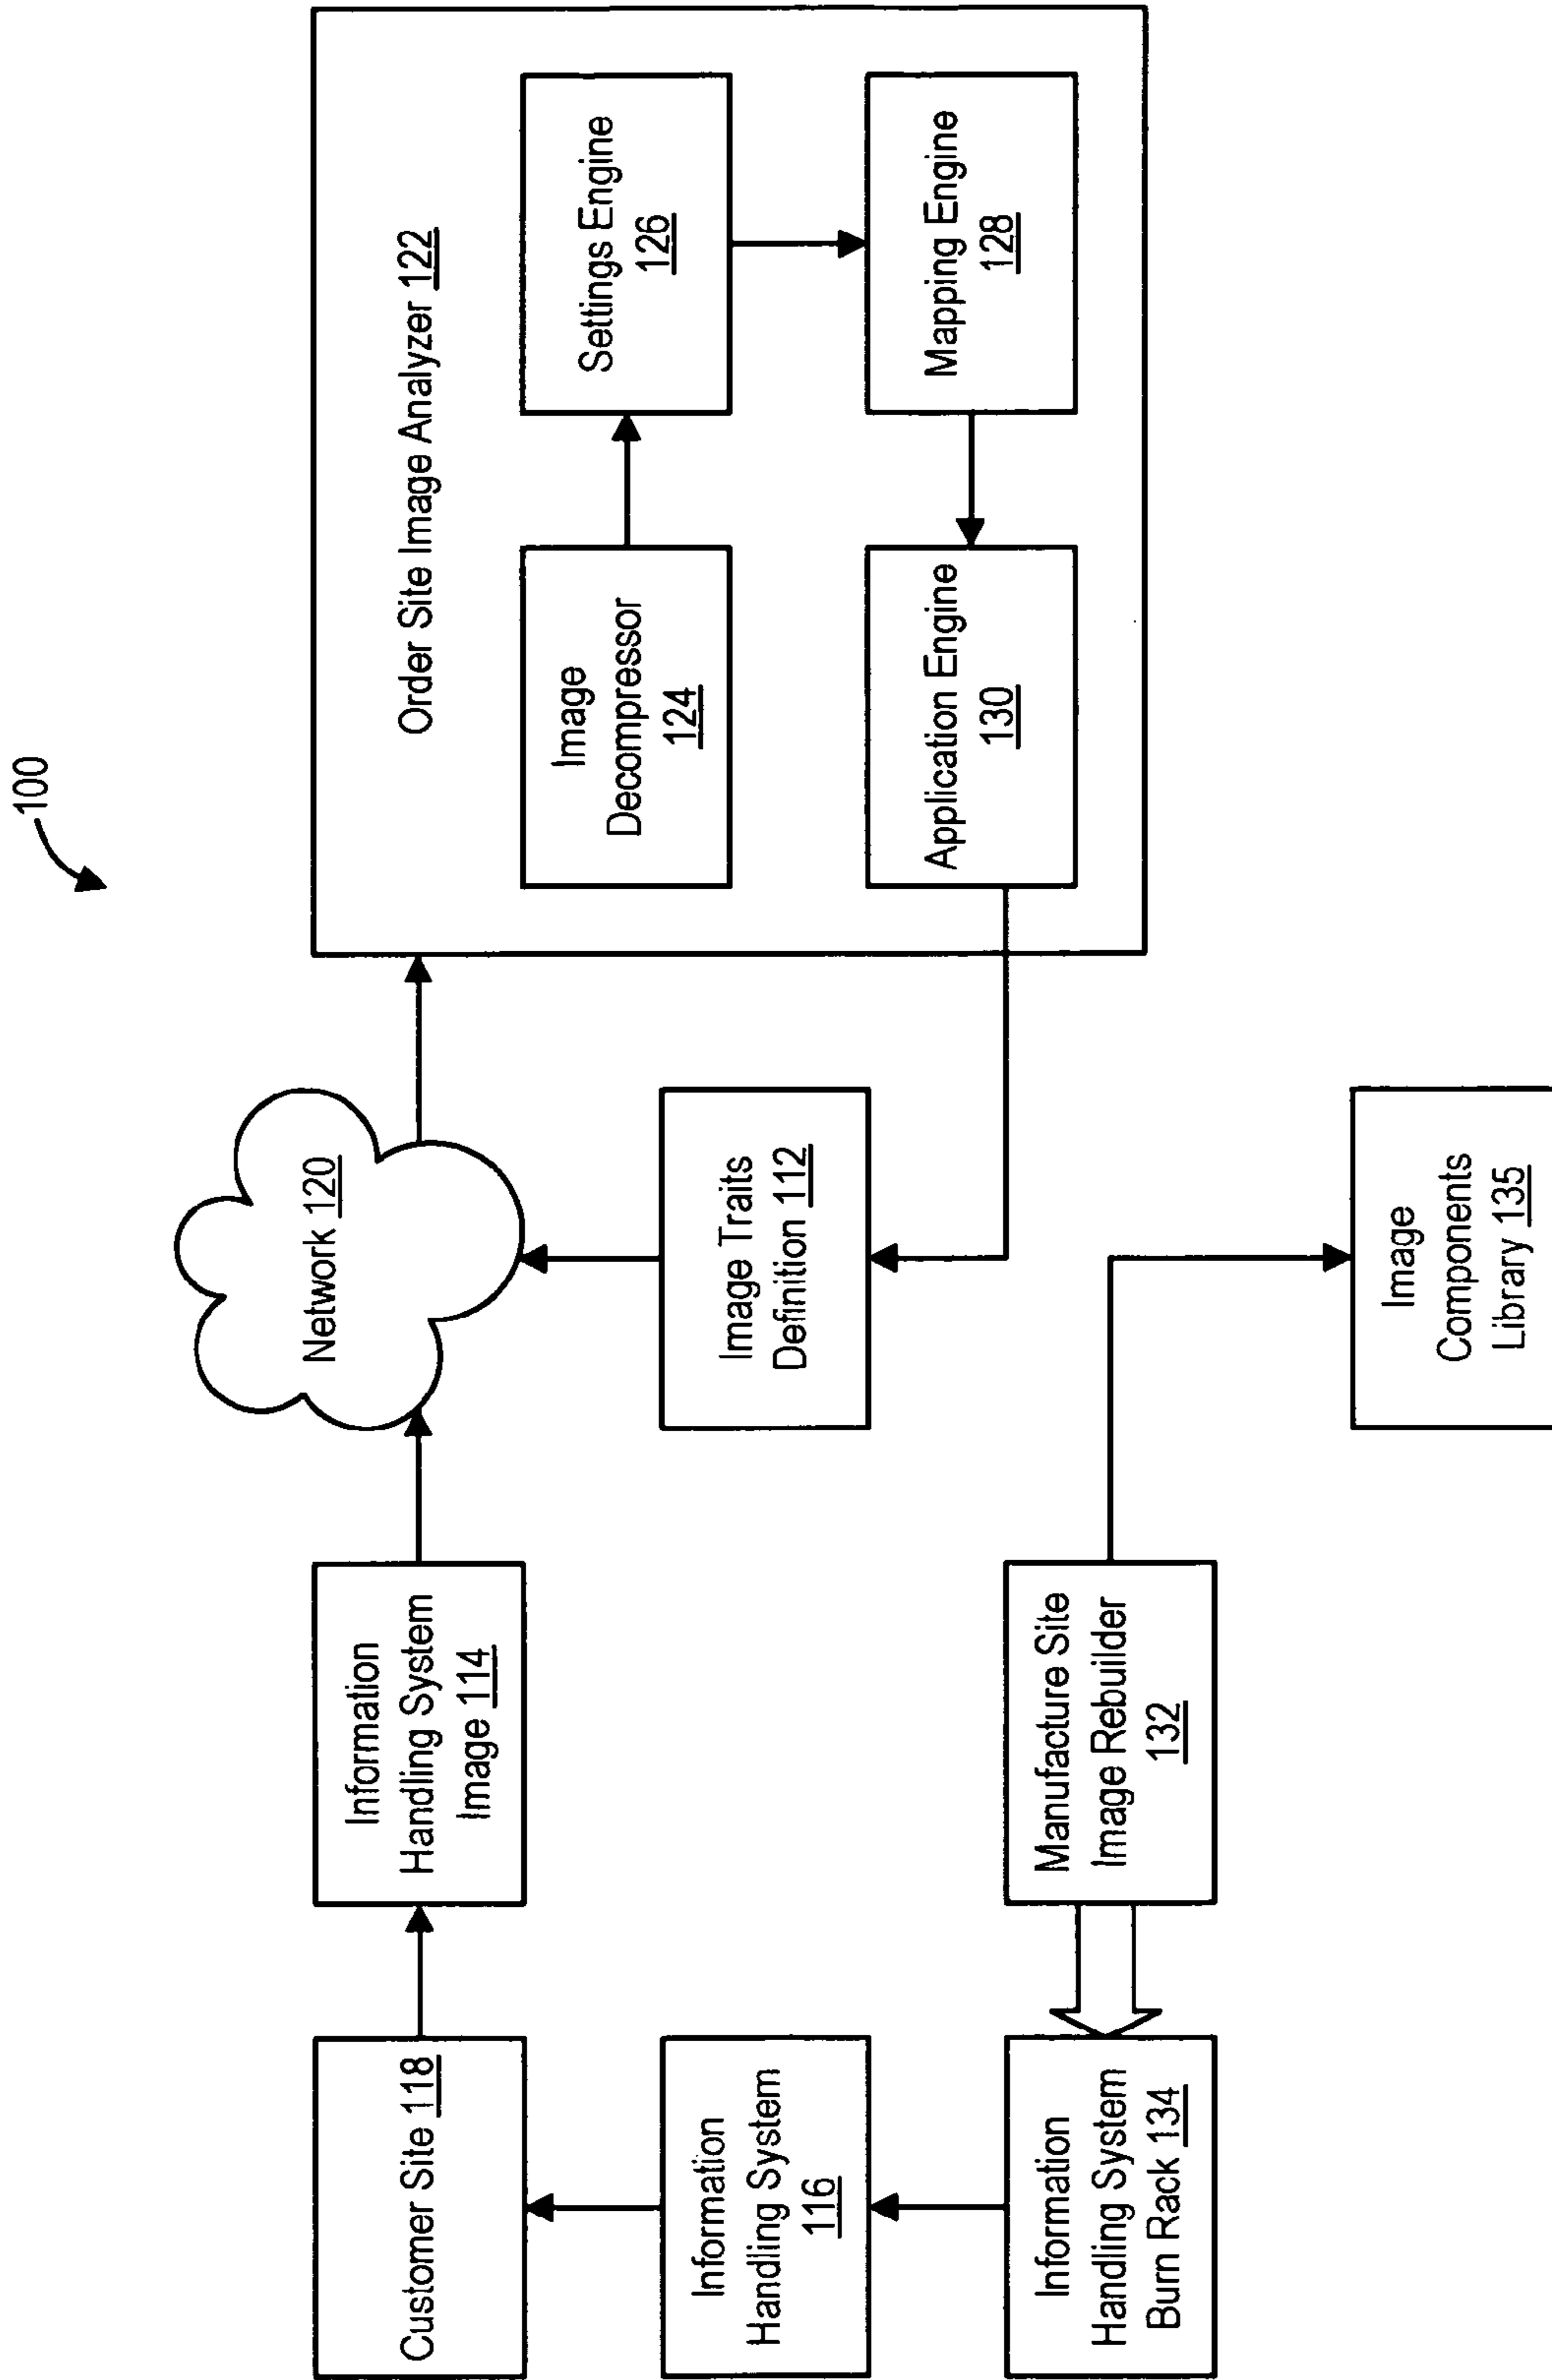 100
Customer Site 118
Information
Handling System
Image 114
Network 120
Order Site Image Analyzer 122
Image
Decompressor
124
Settings Engine
126
Information
Handling System
116
Image Traits
Definition 112
Application Engine
130
Mapping Engine
128
Information
Handling System
Burn Rack 134
Manufacture Site
Image Rebuilder
132
Image
Components
Library 135